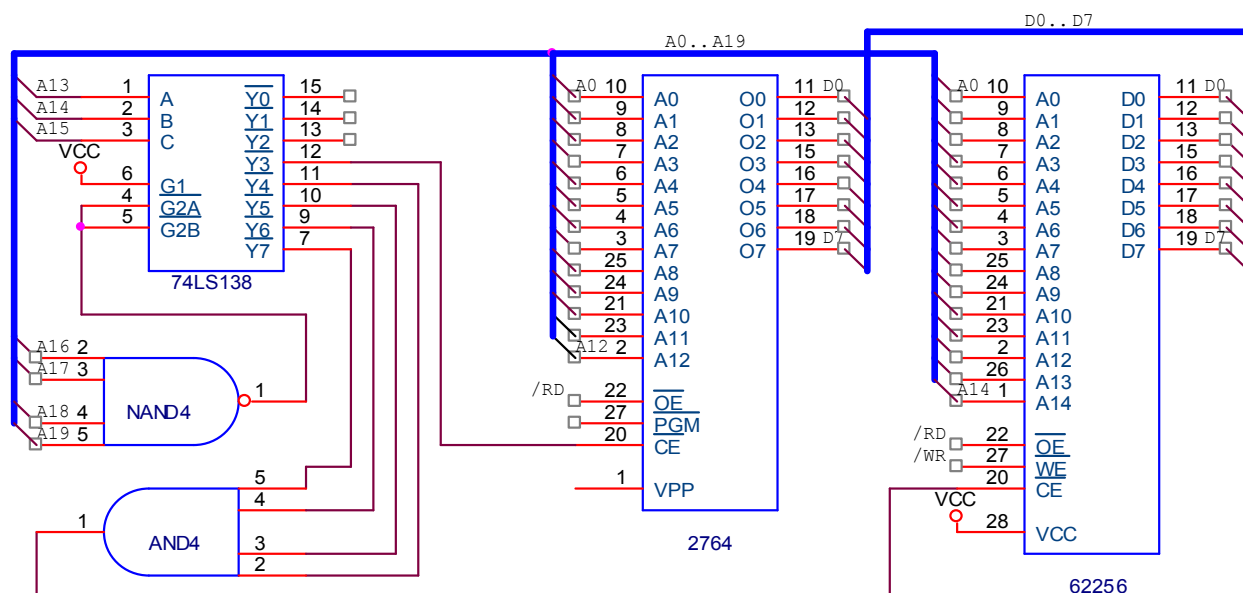 D0..D7
A0..A19
A13 1 A Y0 15
A14 2 B Y1 14
A15 3 C Y2 13
Y3 12
VCC
6 G1 Y4 11
4 G2A Y5 10
5 G2B Y6 9
Y7 7
74LS138
A16 2
A17 3
NAND4 1
A18 4
A19 5
5
4
1 AND4
3
2
A0 10 A0 O0 11 D0
9 A1 O1 12
8 A2 O2 13
7 A3 O3 15
6 A4 O4 16
5 A5 O5 17
4 A6 O6 18
3 A7 O7 19 D7
25 A8
24 A9
21 A10
23 A11
A12 2 A12
/RD 22 OE
27 PGM
20 CE
1 VPP
2764
A0 10 A0 D0 11 D0
9 A1 D1 12
8 A2 D2 13
7 A3 D3 15
6 A4 D4 16
5 A5 D5 17
4 A6 D6 18
3 A7 D7 19 D7
25 A8
24 A9
21 A10
23 A11
2 A12
26 A13
A14 1 A14
/RD 22 OE
/WR 27 WE
20 CE
VCC
28 VCC
62256